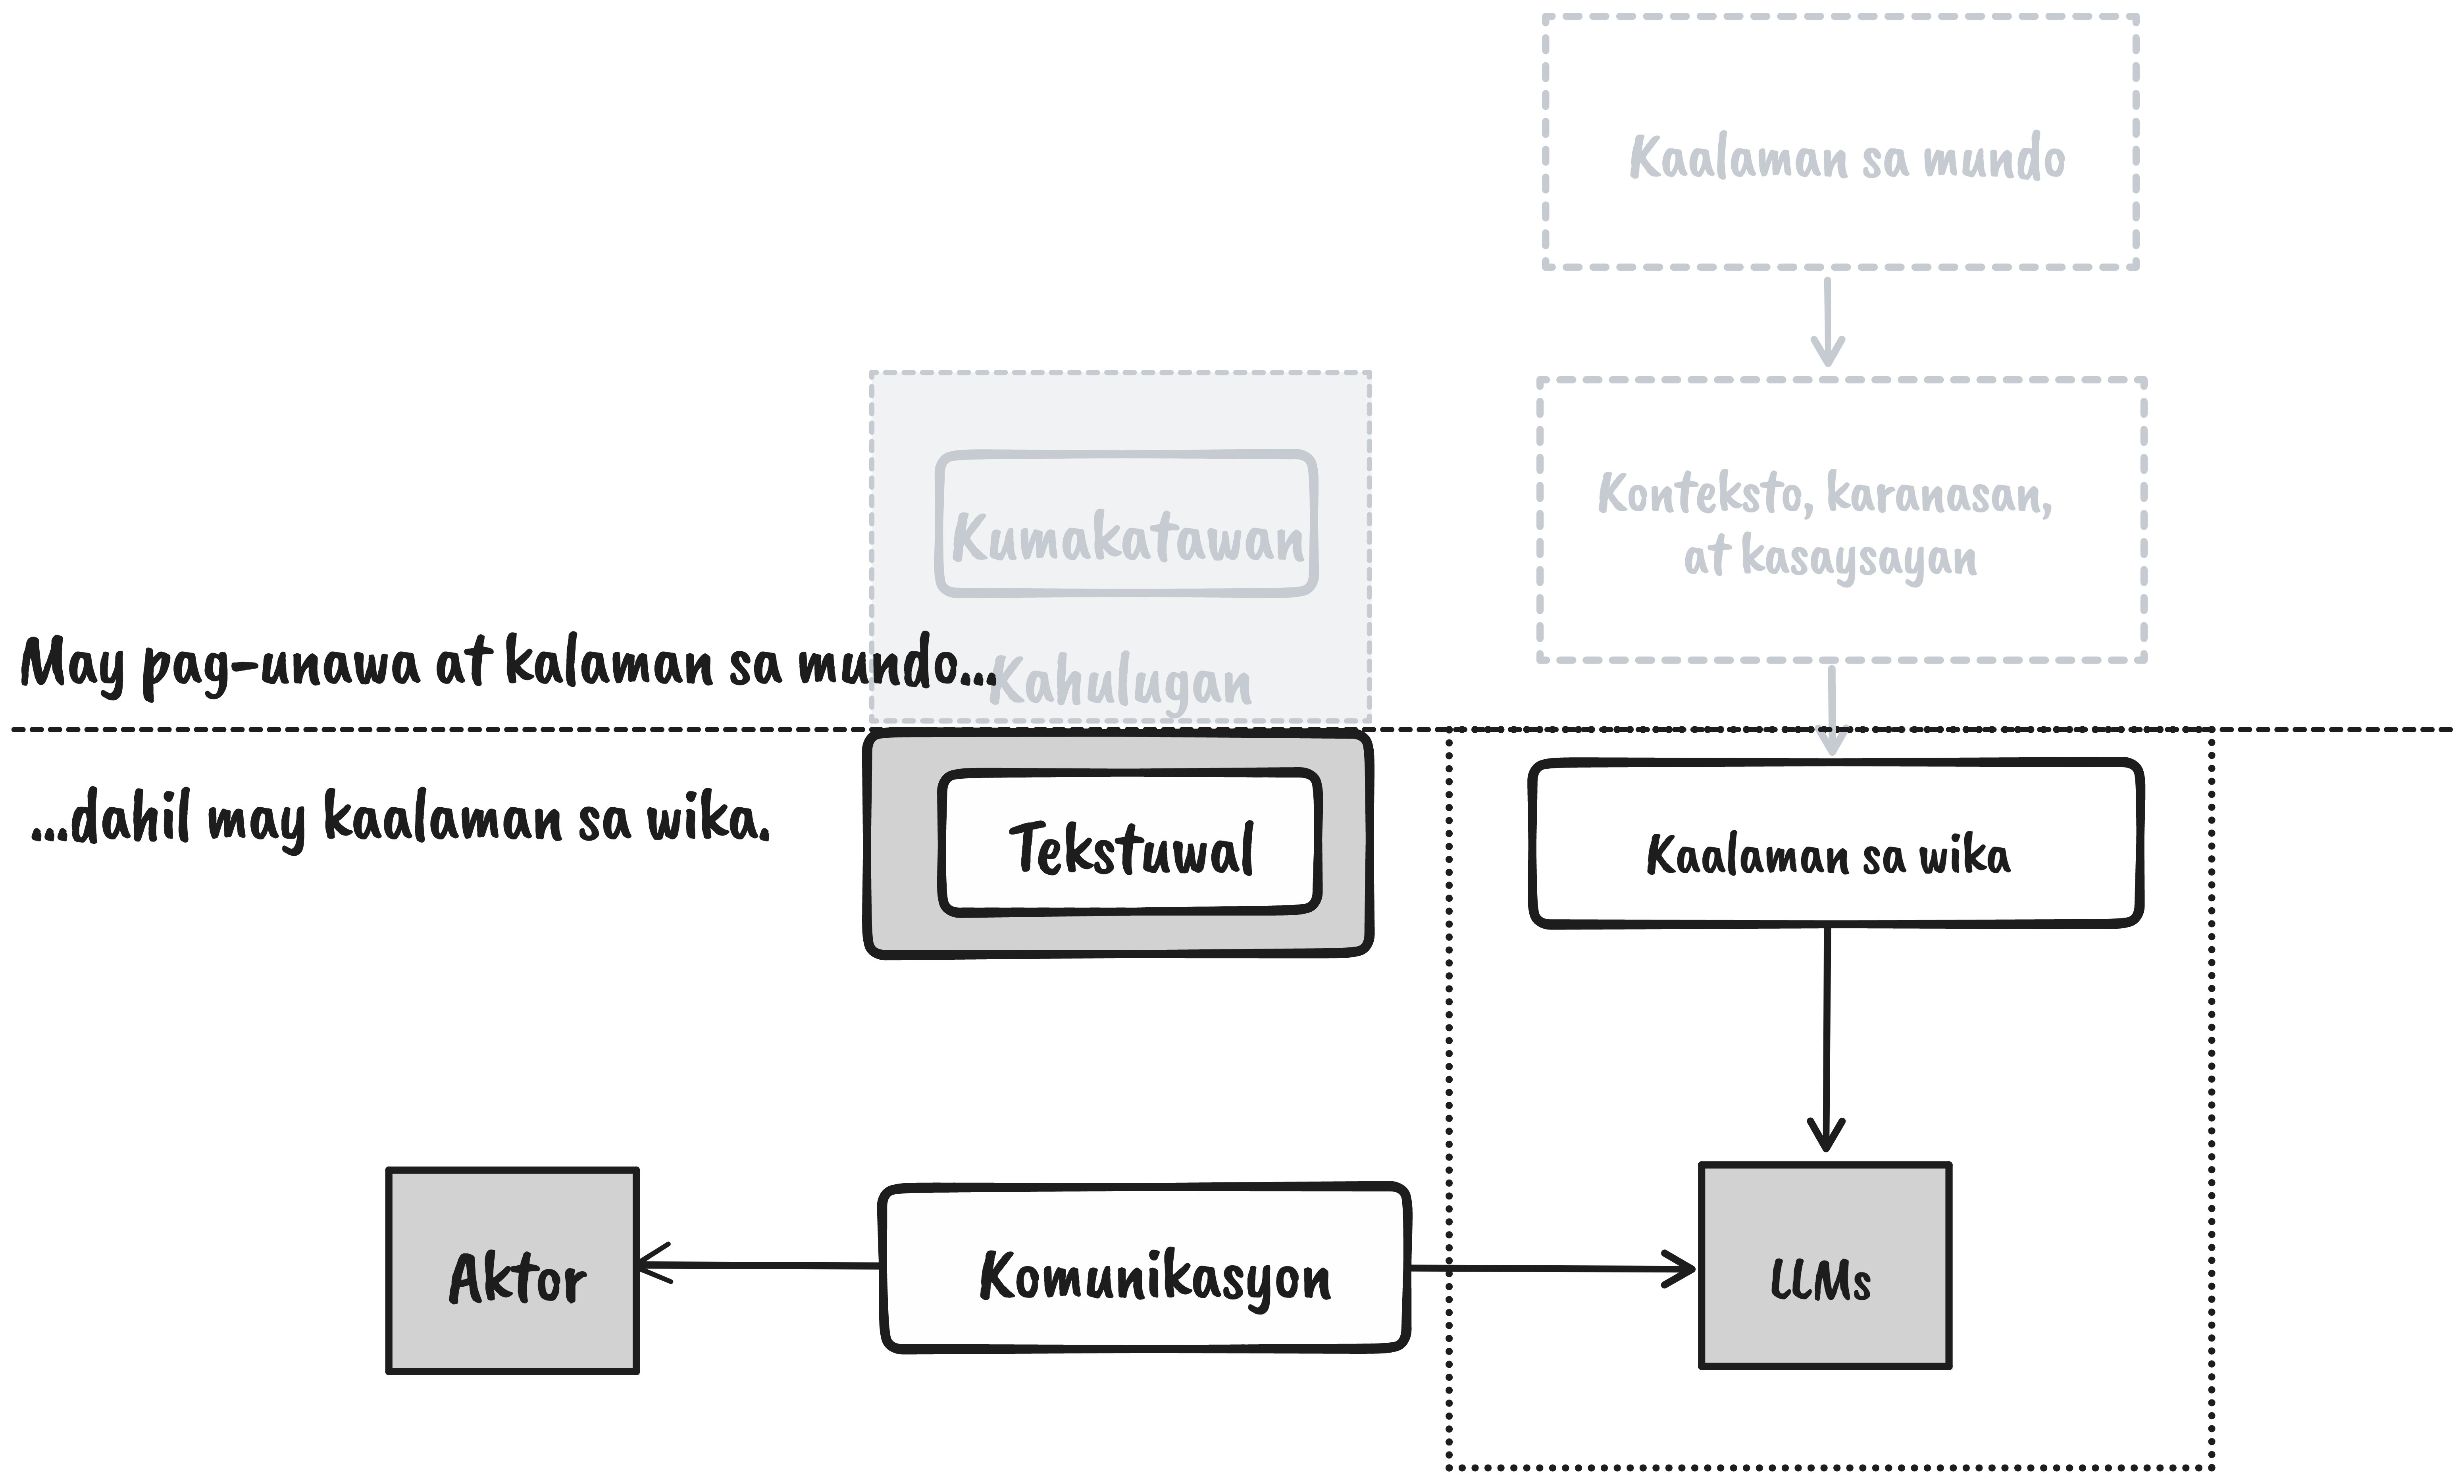 Kaalaman sa mundo
Konteksto, karanasan,
at kasaysayan
Kumakatawan
May pag-unawa at kalaman sa mundo...
Kahulugan
...dahil may kaalaman sa wika.
Tekstuwal
Kaalaman sa wika
Aktor
Komunikasyon
LLMs